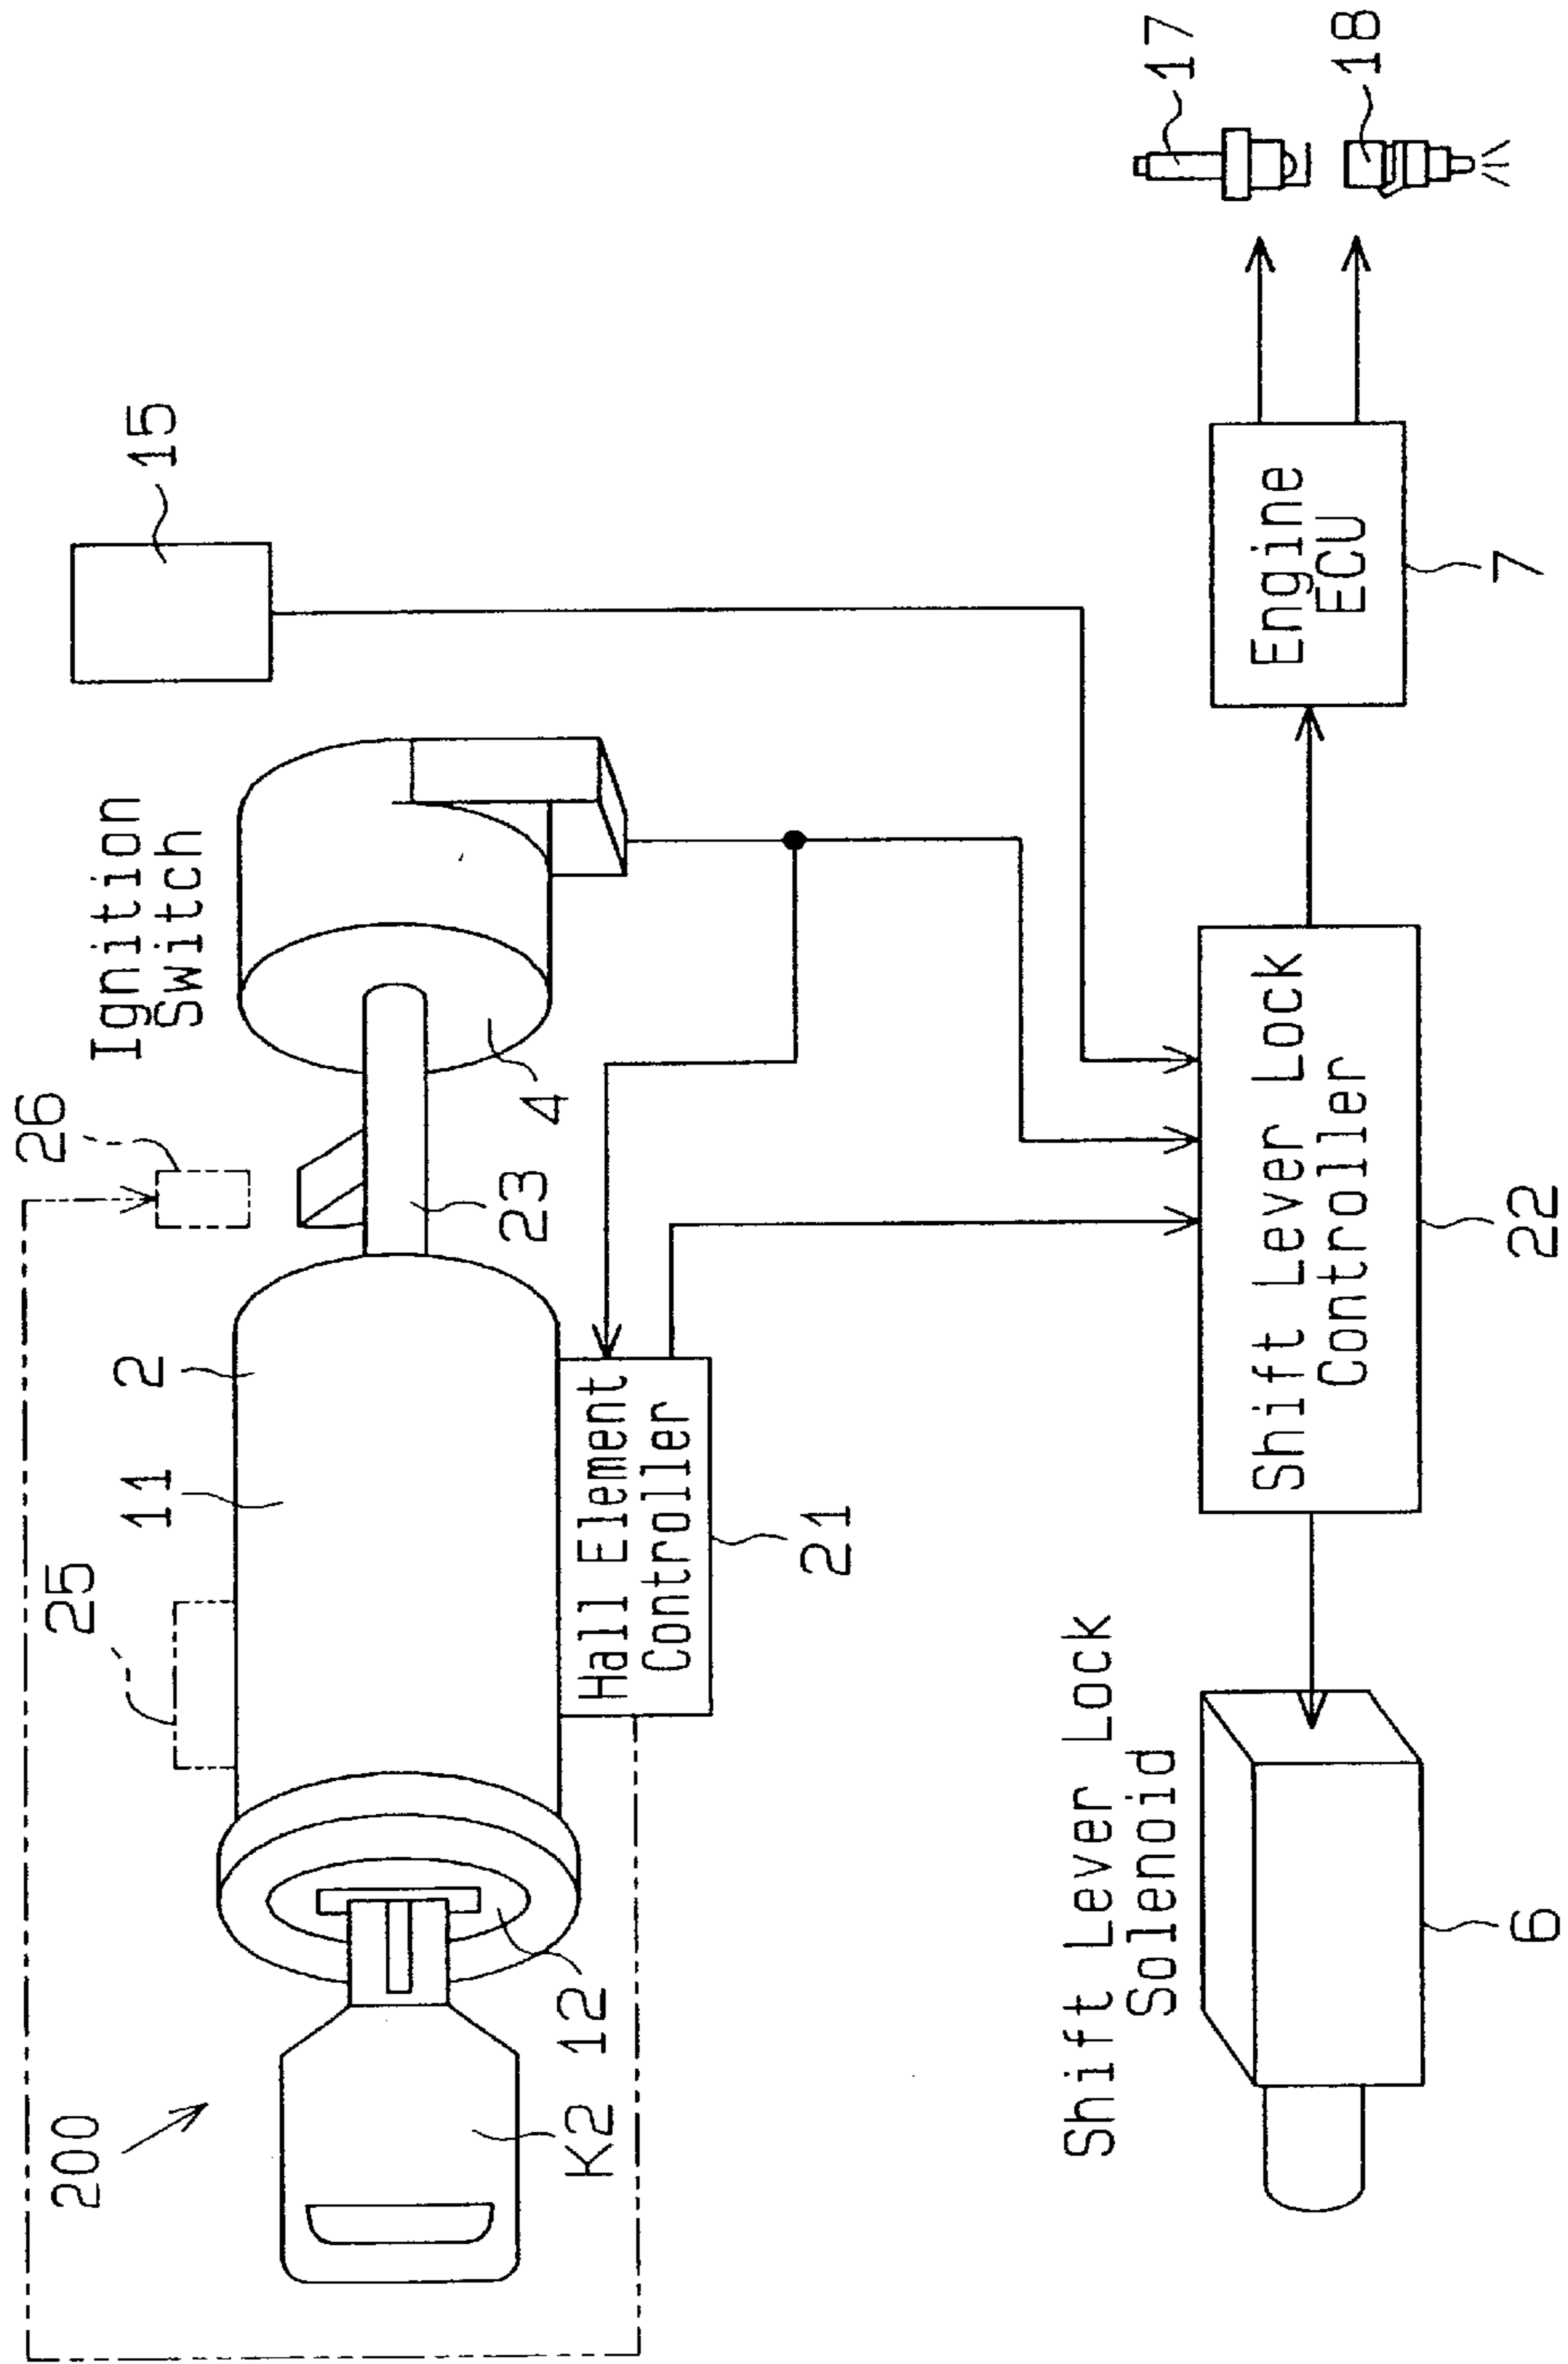 200
25
11
2
26
Ignition
Switch
15
K2
12
Hall Element
Controller
21
23
4
Shift Lever Lock
Solenoid
6
Shift Lever Lock
Controller
22
Engine
ECU
7
17
18